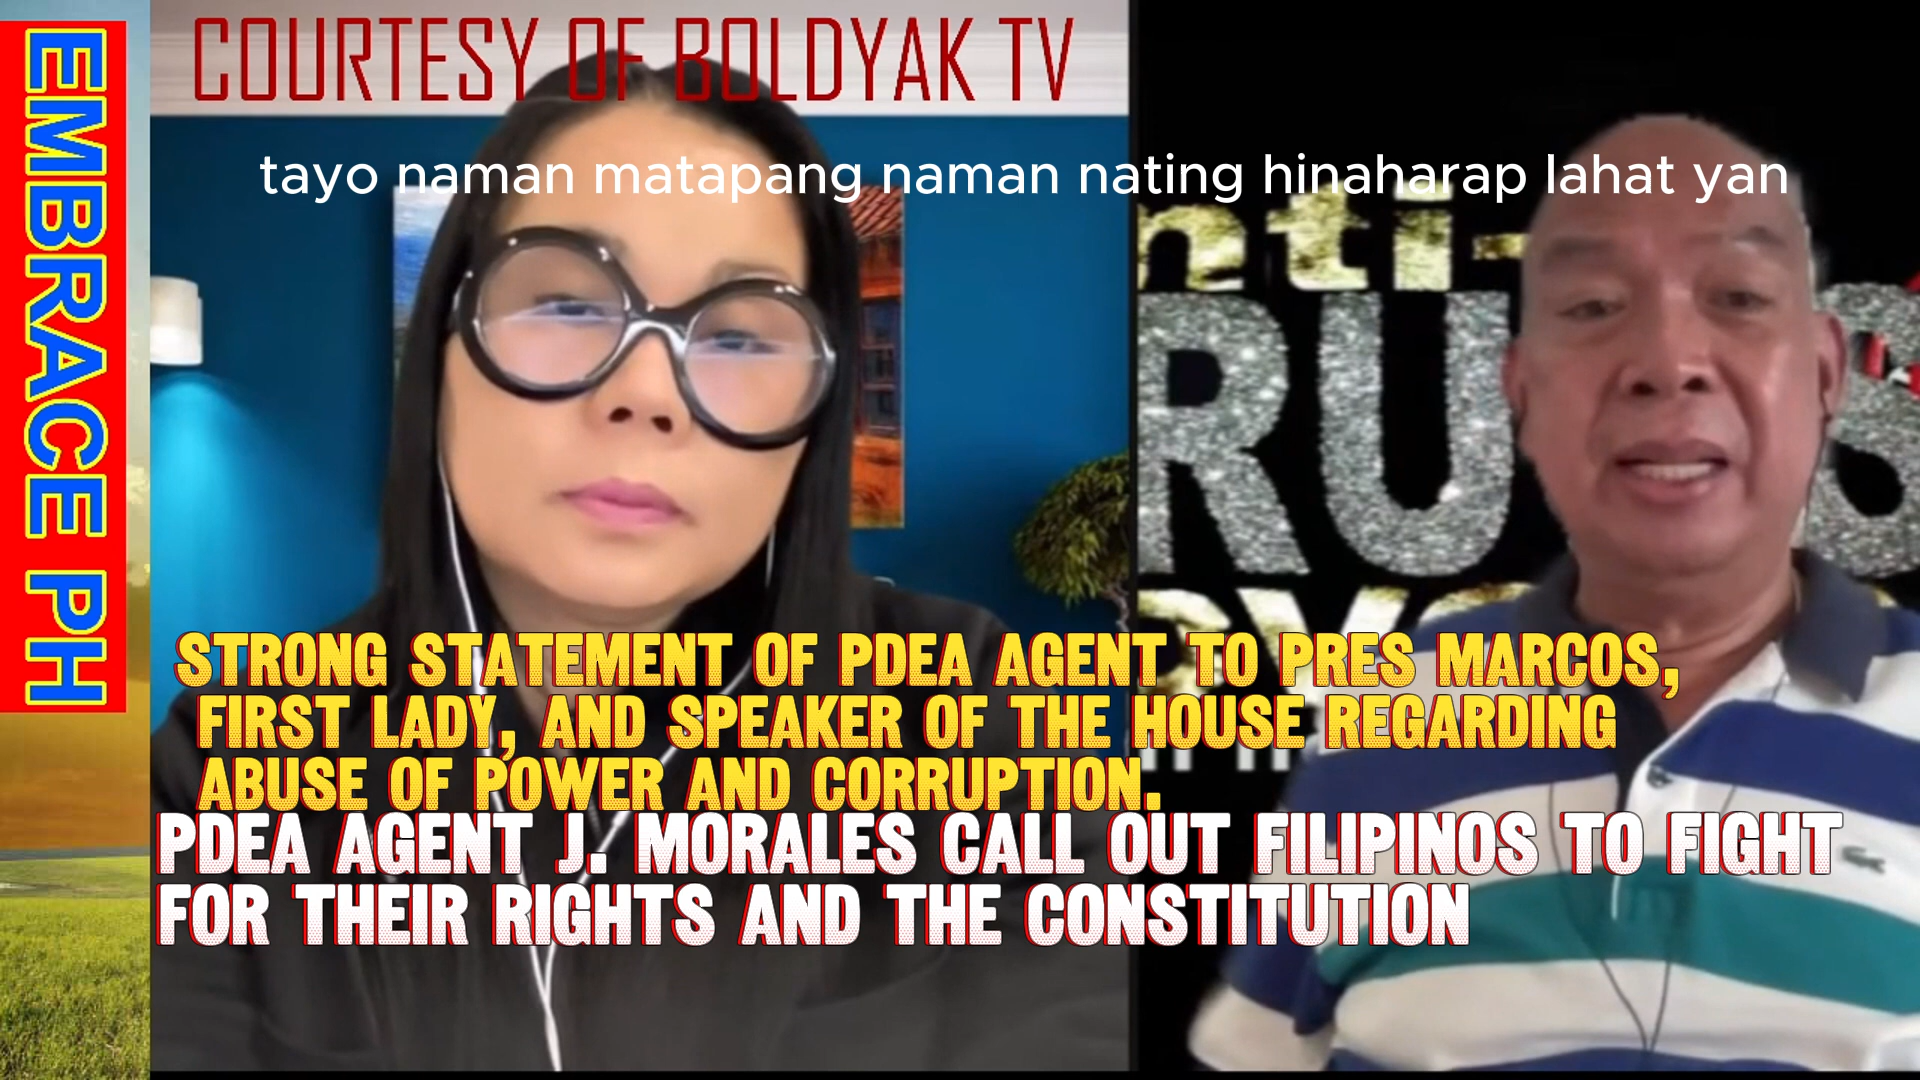 EMBRACE PH
COURTESY OF BOLDYAK TV
tayo naman matapang naman nating hinaharap lahat yan
STRONG STATEMENT OF PDEA AGENT TO PRES MARCOS,
FIRST LADY, AND SPEAKER OF THE HOUSE REGARDING
ABUSE OF POWER AND CORRUPTION.
PDEA AGENT J. MORALES CALL OUT FILIPINOS TO FIGHT
FOR THEIR RIGHTS AND THE CONSTITUTION